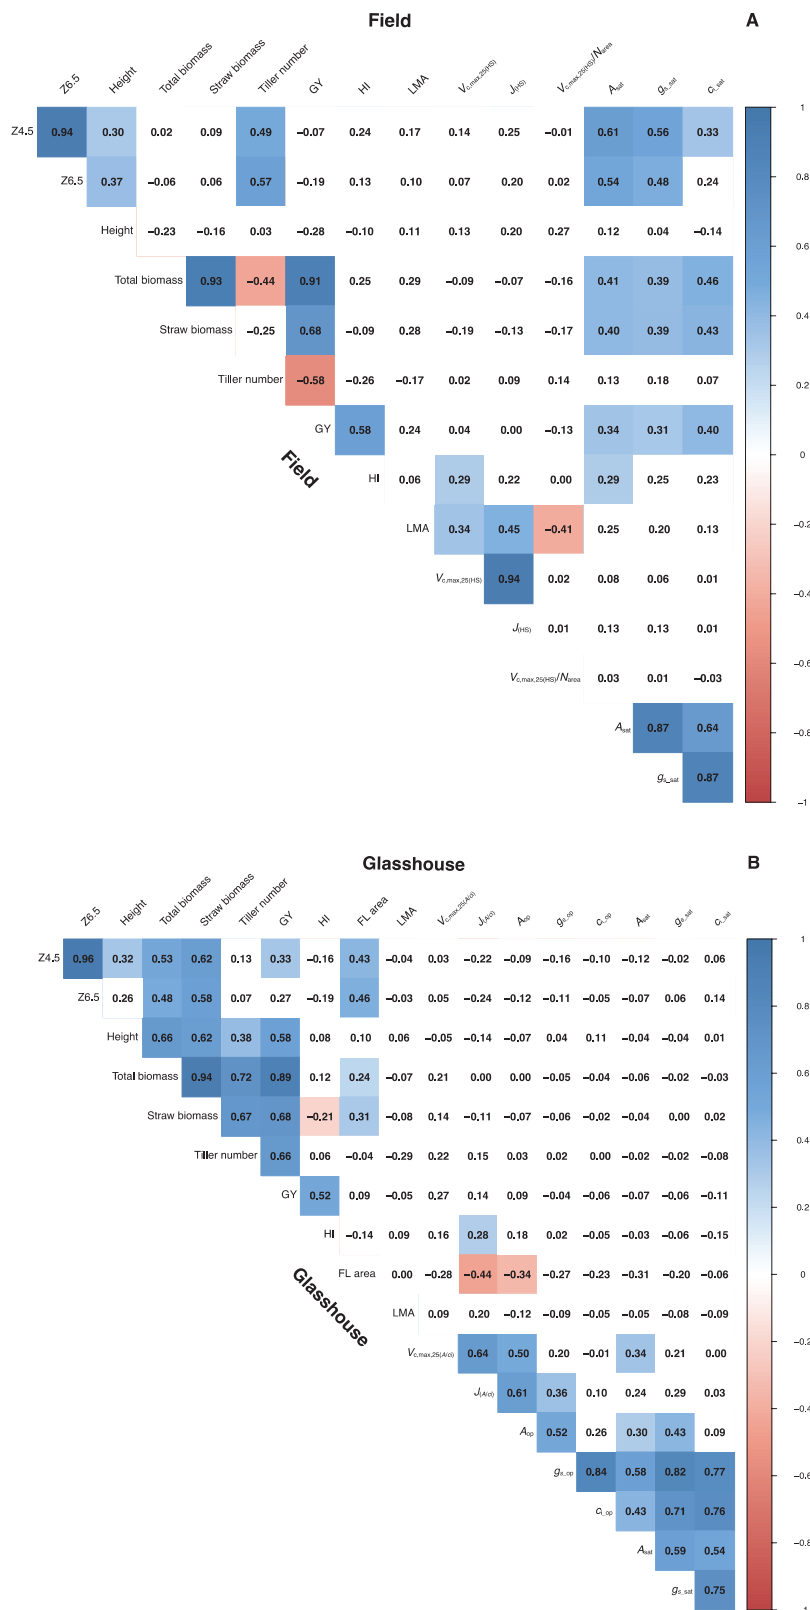 Field
A
Z6.5 Height Total biomass Straw biomass Tiller number GY HI LMA Vc,max,25(HS) J(HS) Vc,max,25(HS)/Narea Asat gs_sat ci_sat
Z4.5 0.94 0.30 0.02 0.09 0.49 −0.07 0.24 0.17 0.14 0.25 −0.01 0.61 0.56 0.33
Z6.5 0.37 −0.06 0.06 0.57 −0.19 0.13 0.10 0.07 0.20 0.02 0.54 0.48 0.24
Height −0.23 −0.16 0.03 −0.28 −0.10 0.11 0.13 0.20 0.27 0.12 0.04 −0.14
Total biomass 0.93 −0.44 0.91 0.25 0.29 −0.09 −0.07 −0.16 0.41 0.39 0.46
Straw biomass −0.25 0.68 −0.09 0.28 −0.19 −0.13 −0.17 0.40 0.39 0.43
Tiller number −0.58 −0.26 −0.17 0.02 0.09 0.14 0.13 0.18 0.07
GY 0.58 0.24 0.04 0.00 −0.13 0.34 0.31 0.40
Field
HI 0.06 0.29 0.22 0.00 0.29 0.25 0.23
LMA 0.34 0.45 −0.41 0.25 0.20 0.13
Vc,max,25(HS) 0.94 0.02 0.08 0.06 0.01
J(HS) 0.01 0.13 0.13 0.01
Vc,max,25(HS)/Narea 0.03 0.01 −0.03
Asat 0.87 0.64
gs_sat 0.87
1
0.8
0.6
0.4
0.2
0
−0.2
−0.4
−0.6
−0.8
−1
Glasshouse
B
Z6.5 Height Total biomass Straw biomass Tiller number GY HI FL area LMA Vc,max,25(A/ci) J(A/ci) Aop gs_op ci_op Asat gs_sat ci_sat
Z4.5 0.96 0.32 0.53 0.62 0.13 0.33 −0.16 0.43 −0.04 0.03 −0.22 −0.09 −0.16 −0.10 −0.12 −0.02 0.06
Z6.5 0.26 0.48 0.58 0.07 0.27 −0.19 0.46 −0.03 0.05 −0.24 −0.12 −0.11 −0.05 −0.07 0.06 0.14
Height 0.66 0.62 0.38 0.58 0.08 0.10 0.06 −0.05 −0.14 −0.07 0.04 0.11 −0.04 −0.04 0.01
Total biomass 0.94 0.72 0.89 0.12 0.24 −0.07 0.21 0.00 0.00 −0.05 −0.04 −0.06 −0.02 −0.03
Straw biomass 0.67 0.68 −0.21 0.31 −0.08 0.14 −0.11 −0.07 −0.06 −0.02 −0.04 0.00 0.02
Tiller number 0.66 0.06 −0.04 −0.29 0.22 0.15 0.03 0.02 0.00 −0.02 −0.02 −0.08
GY 0.52 0.09 −0.05 0.27 0.14 0.09 −0.04 −0.06 −0.07 −0.06 −0.11
HI −0.14 0.09 0.16 0.28 0.18 0.02 −0.05 −0.03 −0.06 −0.15
Glasshouse
FL area 0.00 −0.28 −0.44 −0.34 −0.27 −0.23 −0.31 −0.20 −0.06
LMA 0.09 0.20 −0.12 −0.09 −0.05 −0.05 −0.08 −0.09
Vc,max,25(A/ci) 0.64 0.50 0.20 −0.01 0.34 0.21 0.00
J(A/ci) 0.61 0.36 0.10 0.24 0.29 0.03
Aop 0.52 0.26 0.30 0.43 0.09
gs_op 0.84 0.58 0.82 0.77
ci_op 0.43 0.71 0.76
Asat 0.59 0.54
gs_sat 0.75
1
0.8
0.6
0.4
0.2
0
−0.2
−0.4
−0.6
−0.8
−1